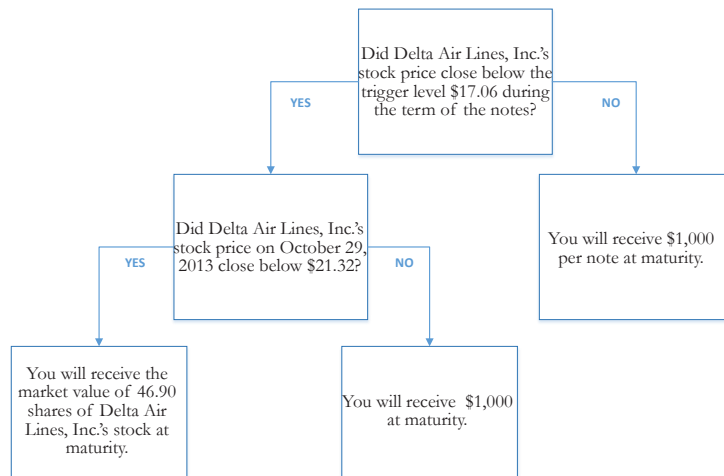 Did Delta Air Lines, Inc.'s
stock price close below the
trigger level $17.06 during
the term of the notes?
YES
NO
Did Delta Air Lines, Inc.'s
stock price on October 29,
2013 close below $21.32?
You will receive $1,000
per note at maturity.
YES
NO
You will receive the
market value of 46.90
shares of Delta Air
Lines, Inc.'s stock at
maturity.
You will receive $1,000
at maturity.